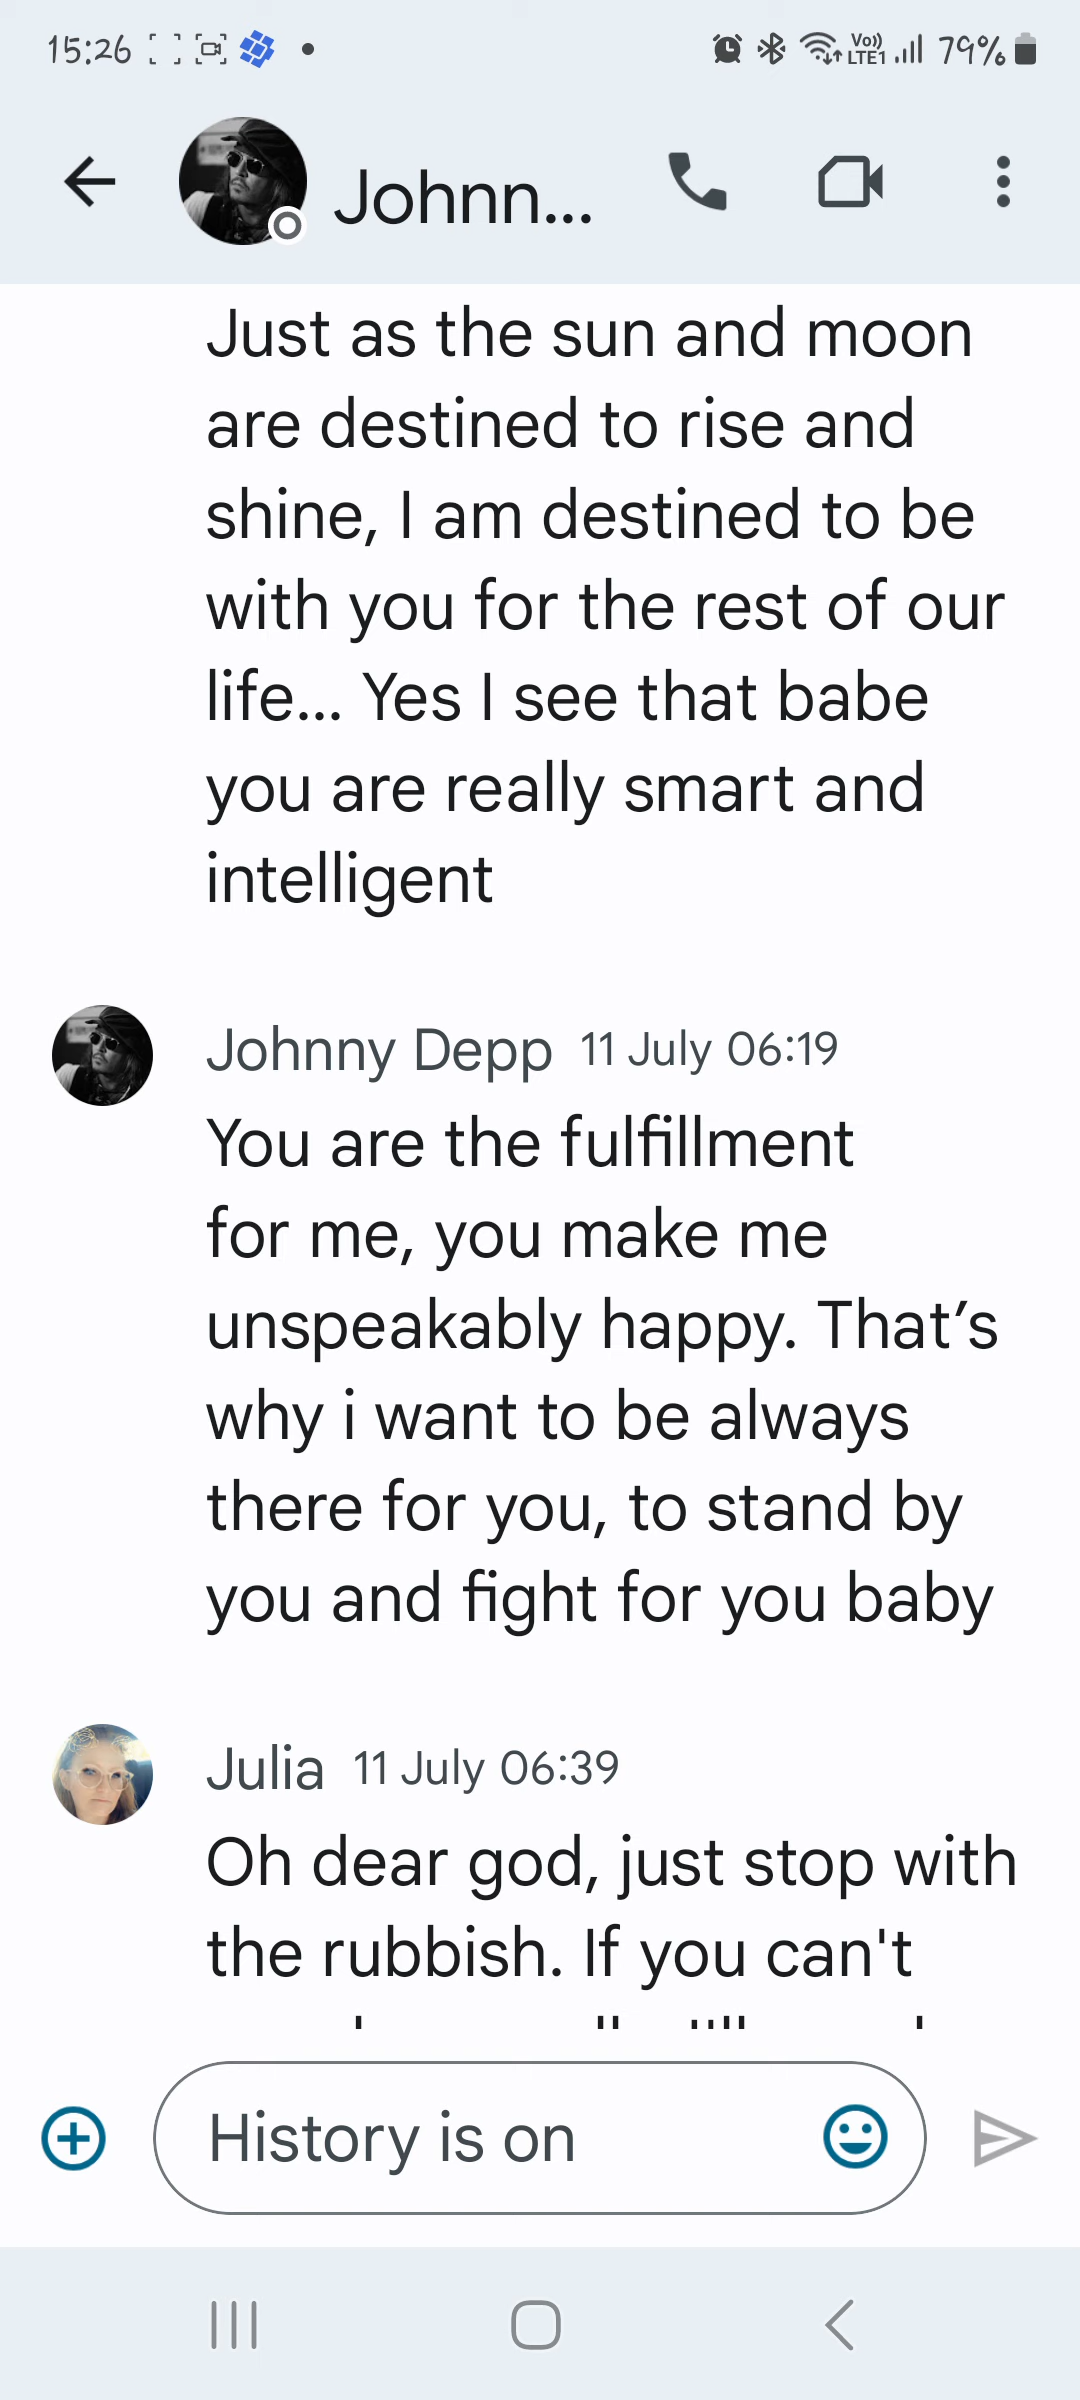 15:26
Vo))
LTE1
79%
Johnn...
Just as the sun and moon
are destined to rise and
shine, I am destined to be
with you for the rest of our
life... Yes I see that babe
you are really smart and
intelligent
Johnny Depp 11 July 06:19
You are the fulfillment
for me, you make me
unspeakably happy. That’s
why i want to be always
there for you, to stand by
you and fight for you baby
Julia 11 July 06:39
Oh dear god, just stop with
the rubbish. If you can't
History is on